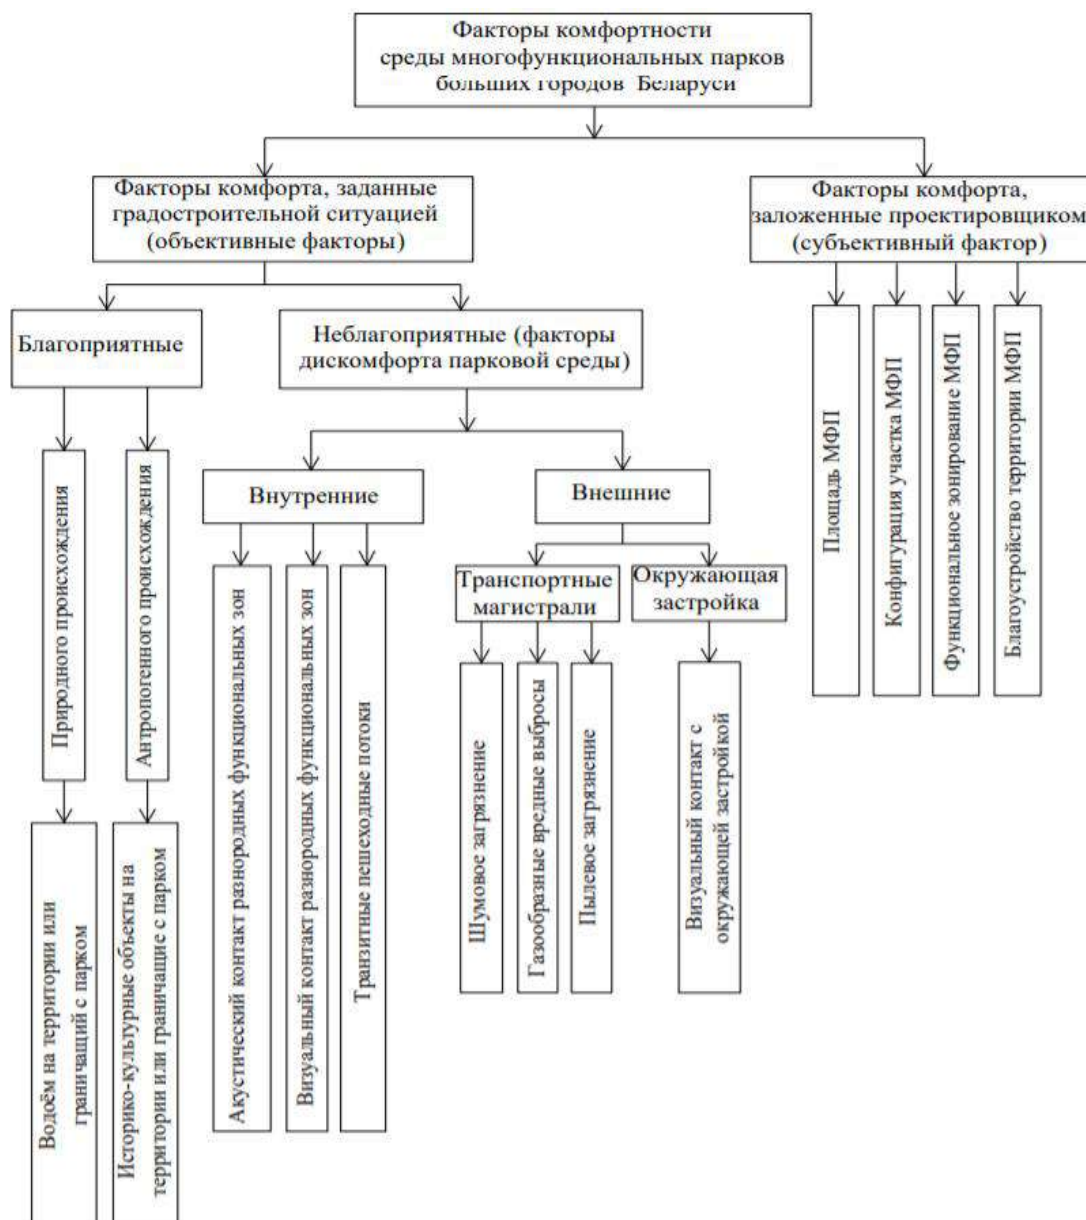 Факторы комфортности
среды многофункциональных парков
больших городов Беларуси
Факторы комфорта, заданные
градостроительной ситуацией
(объективные факторы)
Факторы комфорта,
заложенные проектировщиком
(субъективный фактор)
Благоприятные
Неблагоприятные (факторы
дискомфорта парковой среды)
Площадь МФП
Конфигурация участка МФП
Функциональное зонирование МФП
Благоустройство территории МФП
Природного происхождения
Антропогенного происхождения
Внутренние
Внешние
Акустический контакт разнородных функциональных зон
Визуальный контакт разнородных функциональных зон
Транзитные пешеходные потоки
Транспортные
магистрали
Окружающая
застройка
Шумовое загрязнение
Газообразные вредные выбросы
Пылевое загрязнение
Визуальный контакт с
окружающей застройкой
Водоём на территории или
граничащий с парком
Историко-культурные объекты на
территории или граничащие с парком